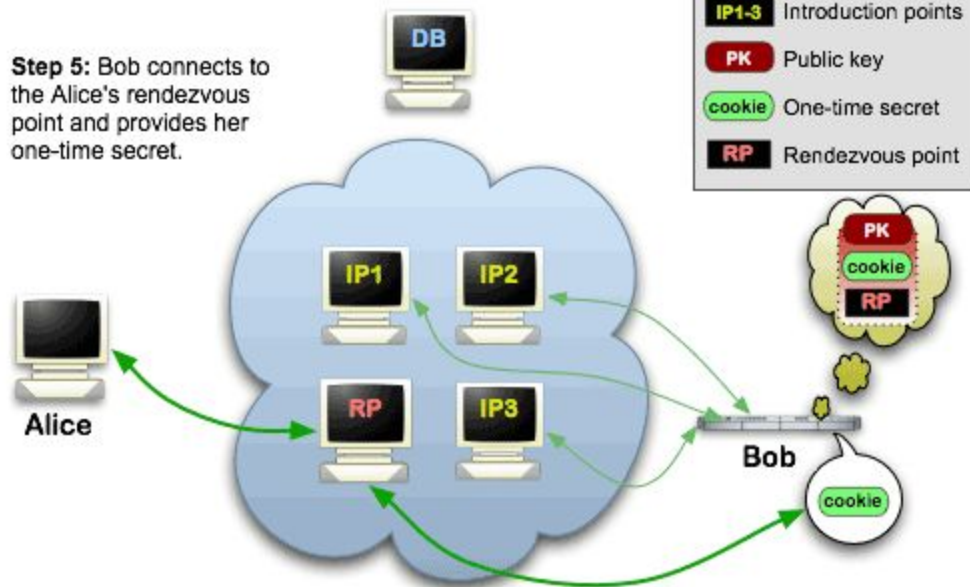 DB
Step 5: Bob connects to
the Alice's rendezvous
point and provides her
one-time secret.
IP1-3 Introduction points
PK Public key
cookie One-time secret
RP Rendezvous point
PK
cookie
RP
IP1
IP2
RP
IP3
Alice
Bob
cookie